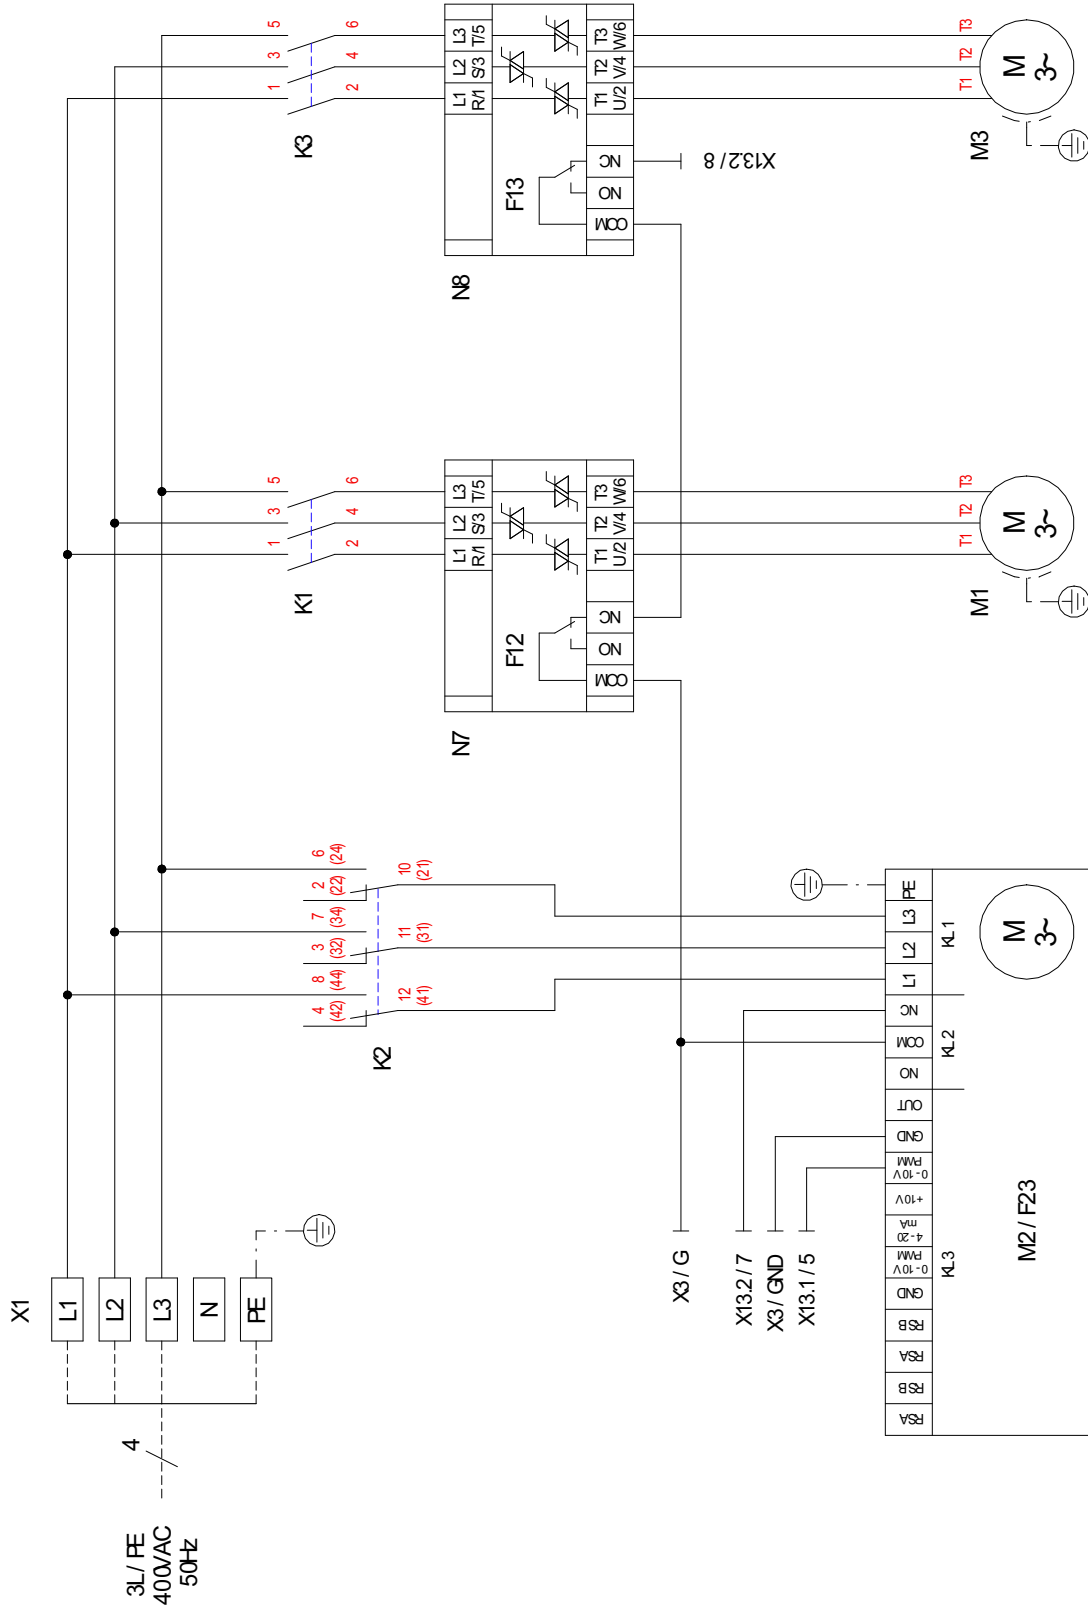 X1
L1
L2
L3
N
PE
4
3L / PE
400VAC
50Hz
K2
4
(42)
8
(44)
3
(32)
7
(34)
2
(22)
6
(24)
12
(41)
11
(31)
10
(21)
K1
1
3
5
2
4
6
K3
1
3
5
2
4
6
N7
L1
R/1
L2
S/3
L3
T/5
F12
COM
NO
NC
T1
U/2
T2
V/4
T3
W/6
N8
L1
R/1
L2
S/3
L3
T/5
F13
COM
NO
NC
T1
U/2
T2
V/4
T3
W/6
X13.2 / 8
X3 / G
X13.2 / 7
X3 / GND
X13.1 / 5
RSA
RSB
RSA
RSB
GND
0-10V
PWM
4-20
mA
+10V
0-10V
PWM
GND
OUT
NO
COM
NC
L1
L2
L3
PE
KL3
KL2
KL1
M2 / F23
M
3~
M1
T1
T2
T3
M
3~
M3
T1
T2
T3
M
3~